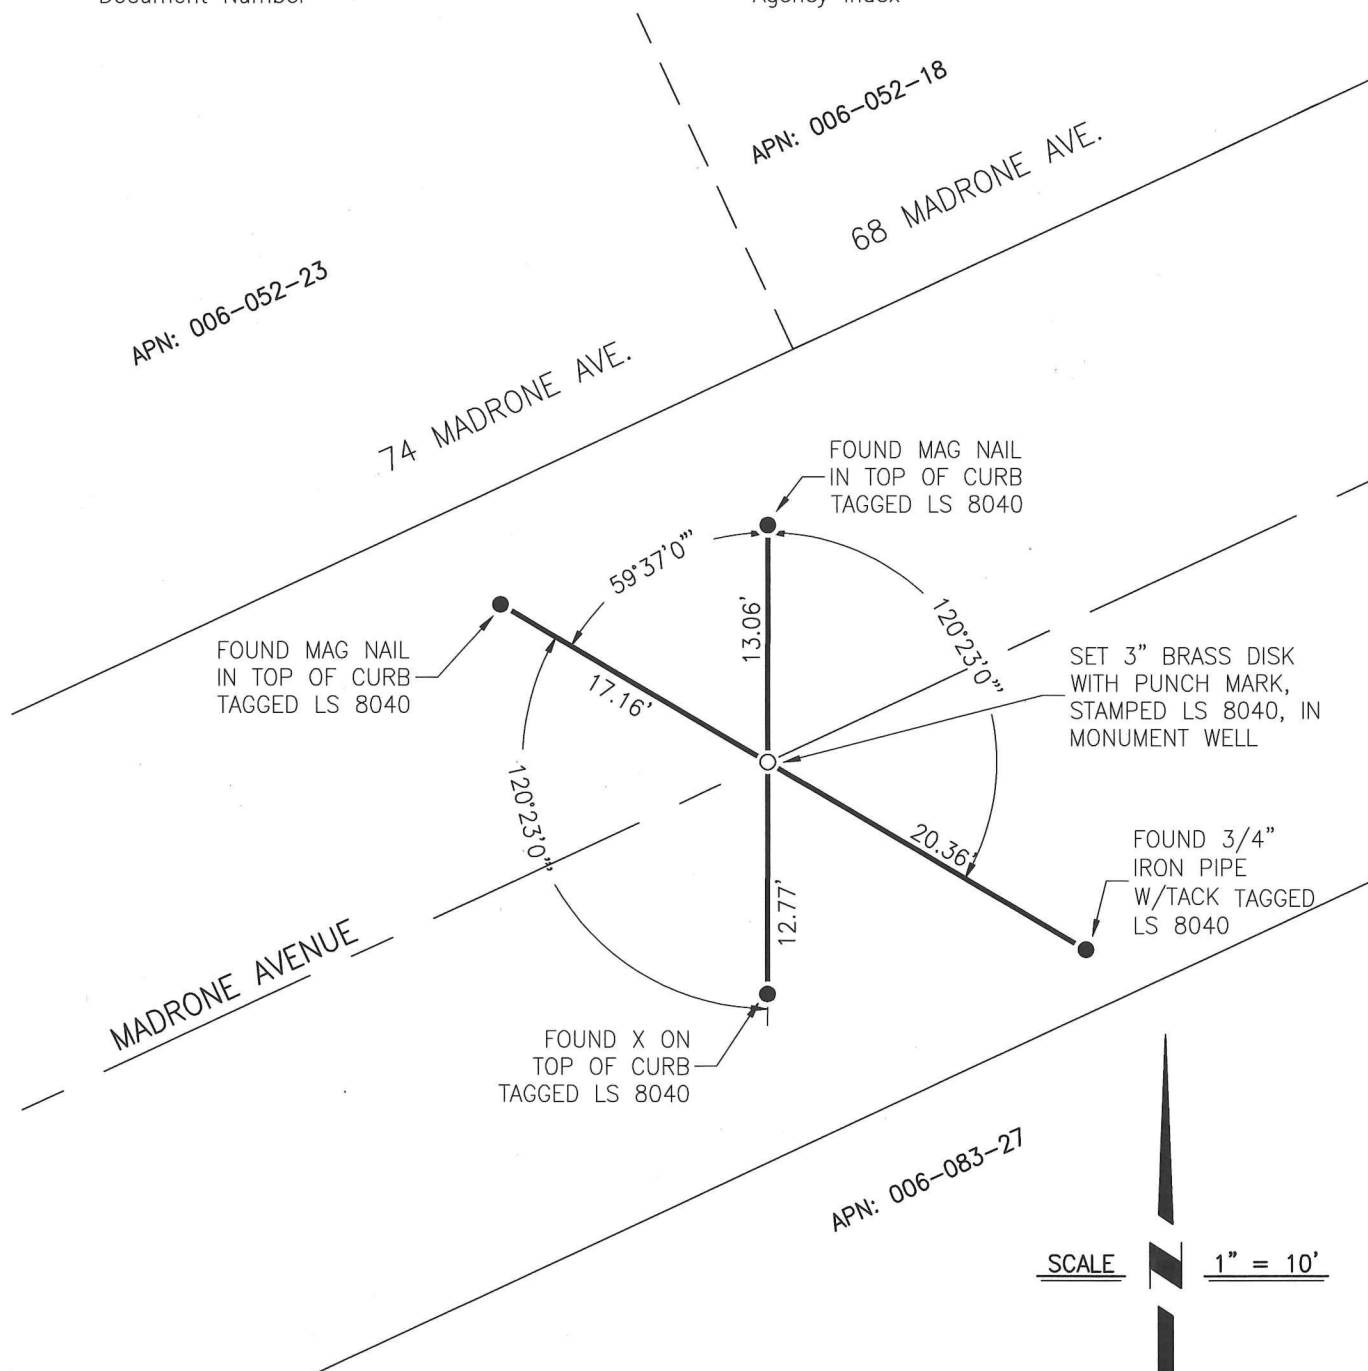 Document Number
Agency Index
APN: 006-052-18
68 MADRONE AVE.
APN: 006-052-23
74 MADRONE AVE.
FOUND MAG NAIL
IN TOP OF CURB
TAGGED LS 8040
59°37'0"'
120°23'0"'
13.06'
FOUND MAG NAIL
IN TOP OF CURB
TAGGED LS 8040
17.16'
SET 3" BRASS DISK
WITH PUNCH MARK,
STAMPED LS 8040, IN
MONUMENT WELL
120°23'0"'
20.36'
12.77'
FOUND 3/4"
IRON PIPE
W/TACK TAGGED
LS 8040
MADRONE AVENUE
FOUND X ON
TOP OF CURB
TAGGED LS 8040
APN: 006-083-27
SCALE N 1" = 10'